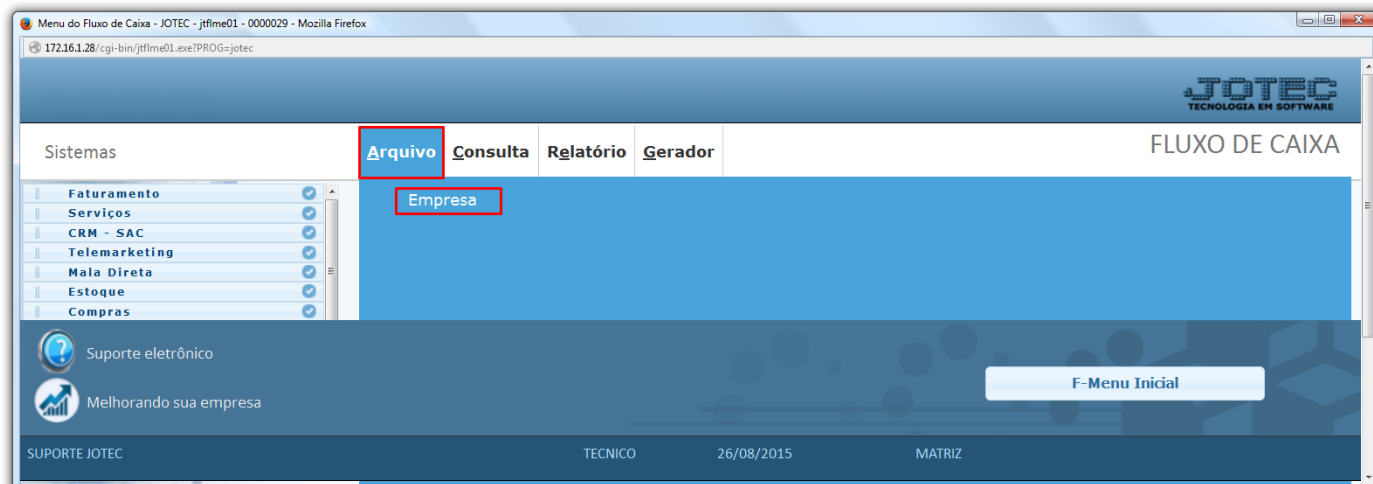 Menu do Fluxo de Caixa - JOTEC - jtflme01 - 0000029 - Mozilla Firefox
172.16.1.28/cgi-bin/jtflme01.exe?PROG=jotec
JOTEC
TECNOLOGIA EM SOFTWARE
Sistemas
Arquivo Consulta Relatório Gerador
FLUXO DE CAIXA
Empresa
Faturamento
Serviços
CRM - SAC
Telemarketing
Mala Direta
Estoque
Compras
Suporte eletrônico
Melhorando sua empresa
F-Menu Inicial
SUPORTE JOTEC TECNICO 26/08/2015 MATRIZ